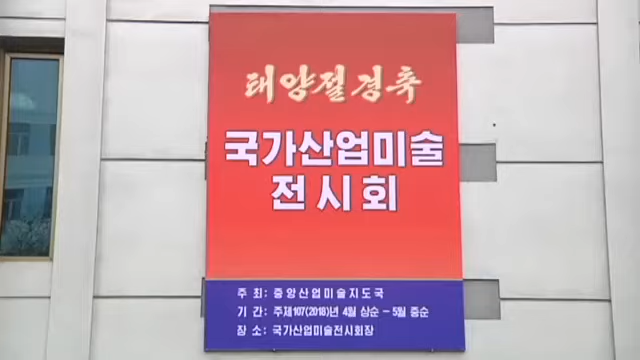 태양절경축
국가산업미술
전시회
주 최: 중앙산업미술지도국
기 간: 주체107(2018)년 4월 상순 - 5월 중순
장 소: 국가산업미술전시회장